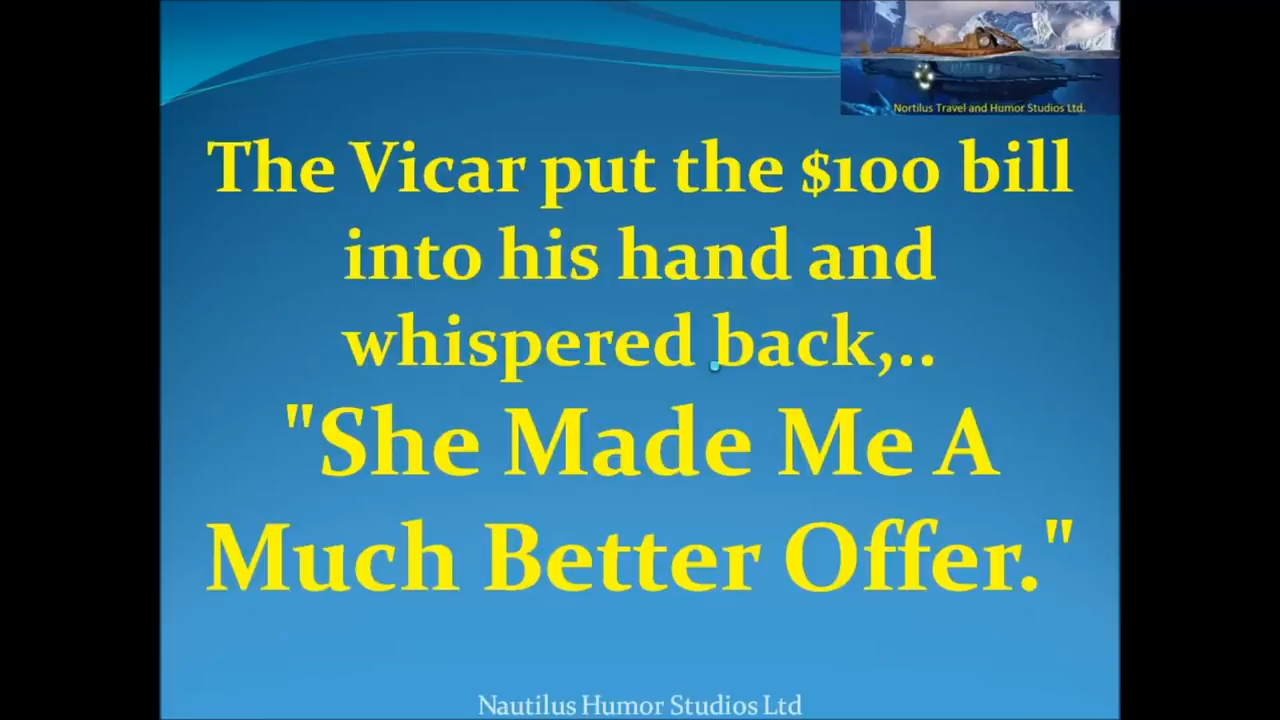 Nortilus Travel and Humor Studios Ltd.
The Vicar put the $100 bill
into his hand and
whispered back,..
"She Made Me A
Much Better Offer."
Nautilus Humor Studios Ltd